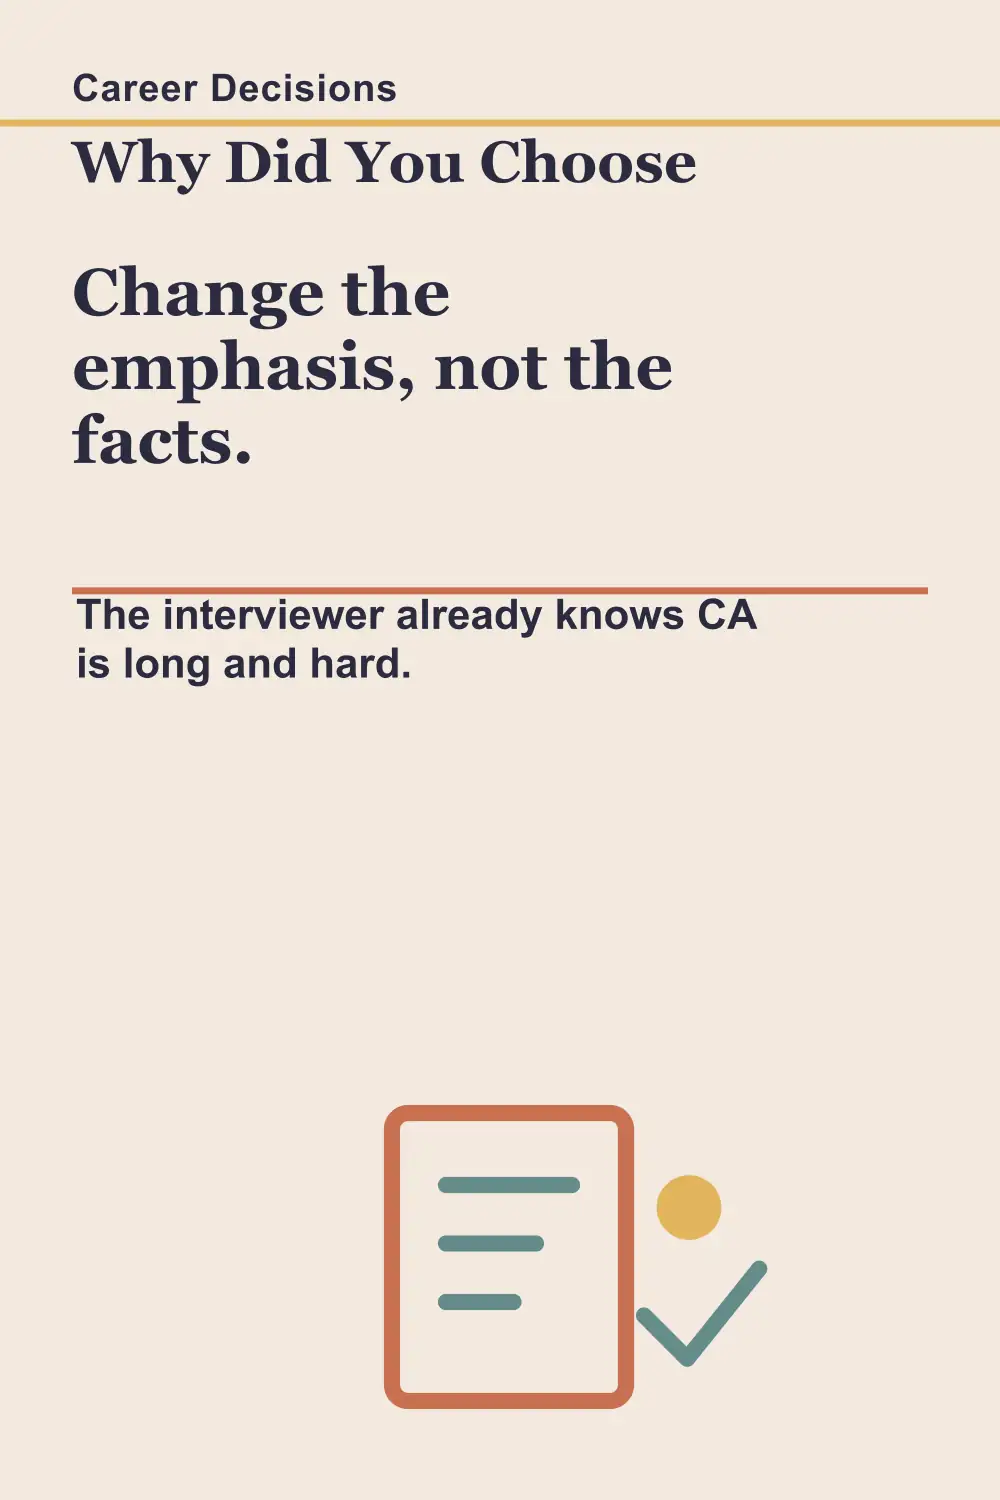 Career Decisions
Why Did You Choose
Change the
emphasis, not the
facts.
The interviewer already knows CA
is long and hard.